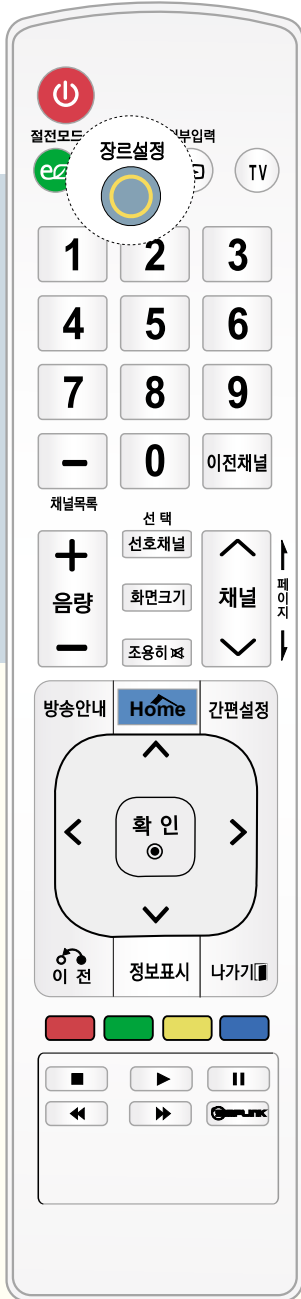 절전모드
장르설정
부입력
TV
1 2 3
4 5 6
7 8 9
0 이전채널
채널목록
선 택
선호채널
음량
화면크기
채널
페이지
조용히
방송안내 Home 간편설정
확 인
이 전
정보표시
나가기